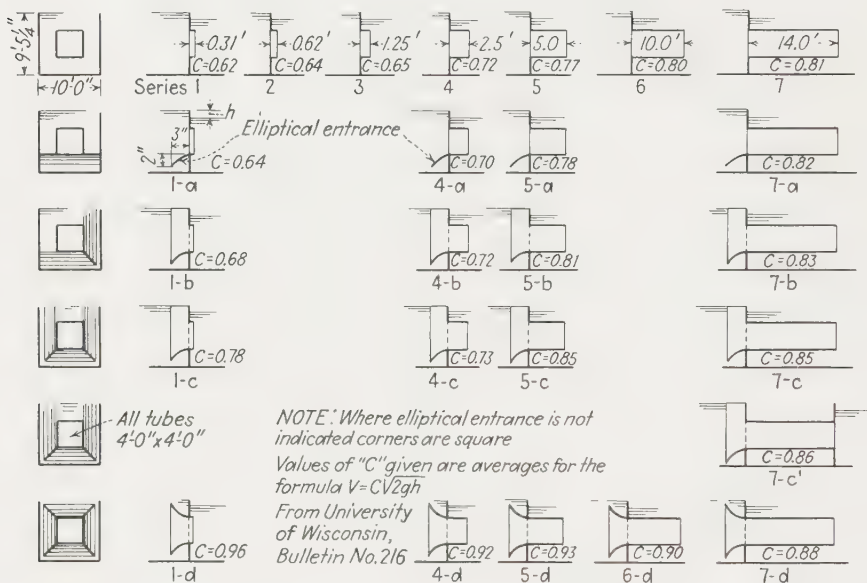 9'-5¼"
0.31' 0.62' 1.25' 2.5' 5.0 10.0' 14.0'
C=0.62 C=0.64 C=0.65 C=0.72 C=0.77 C=0.80 C=0.81
10'0" Series 1 2 3 4 5 6 7
h
3" Elliptical entrance
2"
C=0.64 C=0.70 C=0.78 C=0.82
1-a 4-a 5-a 7-a
C=0.68 C=0.72 C=0.81 C=0.83
1-b 4-b 5-b 7-b
C=0.78 C=0.73 C=0.85 C=0.85
1-c 4-c 5-c 7-c
All tubes
4'0"x4'0"
NOTE: Where elliptical entrance is not
indicated corners are square
Values of "C" given are averages for the
formula V=C√2gh
From University
of Wisconsin,
Bulletin No.216
C=0.86
7-c'
C=0.96 C=0.92 C=0.93 C=0.90 C=0.88
1-d 4-d 5-d 6-d 7-d